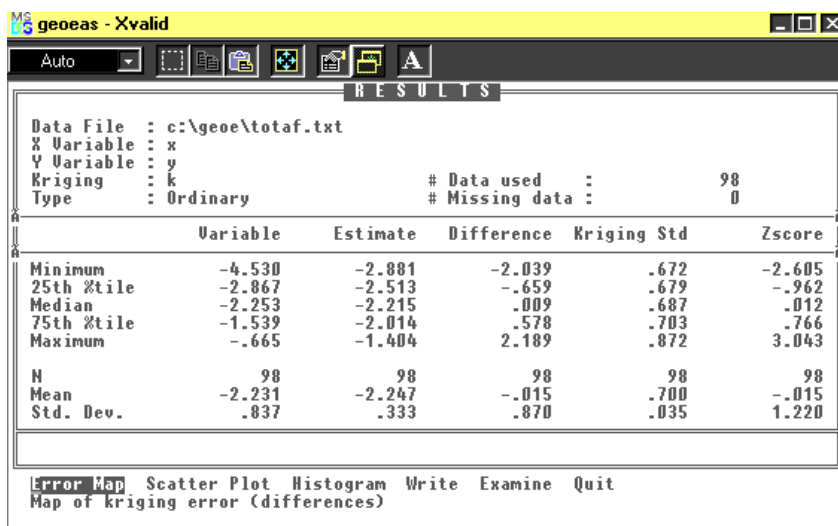 geoeas - Xvalid
Auto
A
RESULTS
Data File : c:\geoe\totaf.txt
X Variable : x
Y Variable : y
Kriging : k # Data used : 98
Type : Ordinary # Missing data : 0
Variable Estimate Difference Kriging Std Zscore
Minimum -4.530 -2.881 -2.039 .672 -2.605
25th %tile -2.867 -2.513 -.659 .679 -.962
Median -2.253 -2.215 .009 .687 .012
75th %tile -1.539 -2.014 .578 .703 .766
Maximum -.665 -1.404 2.189 .872 3.043
N 98 98 98 98 98
Mean -2.231 -2.247 -.015 .700 -.015
Std. Dev. .837 .333 .870 .035 1.220
Error Map Scatter Plot Histogram Write Examine Quit
Map of kriging error (differences)